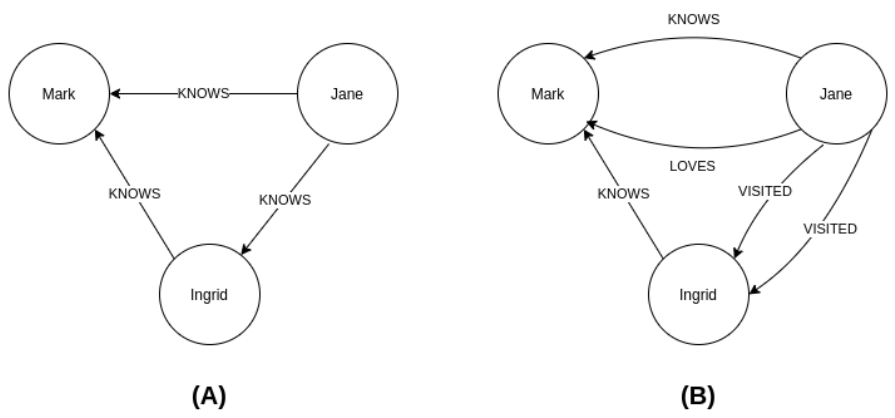 Mark
KNOWS
Jane
KNOWS
KNOWS
Ingrid
(A)
KNOWS
Mark
Jane
LOVES
KNOWS
VISITED
VISITED
Ingrid
(B)